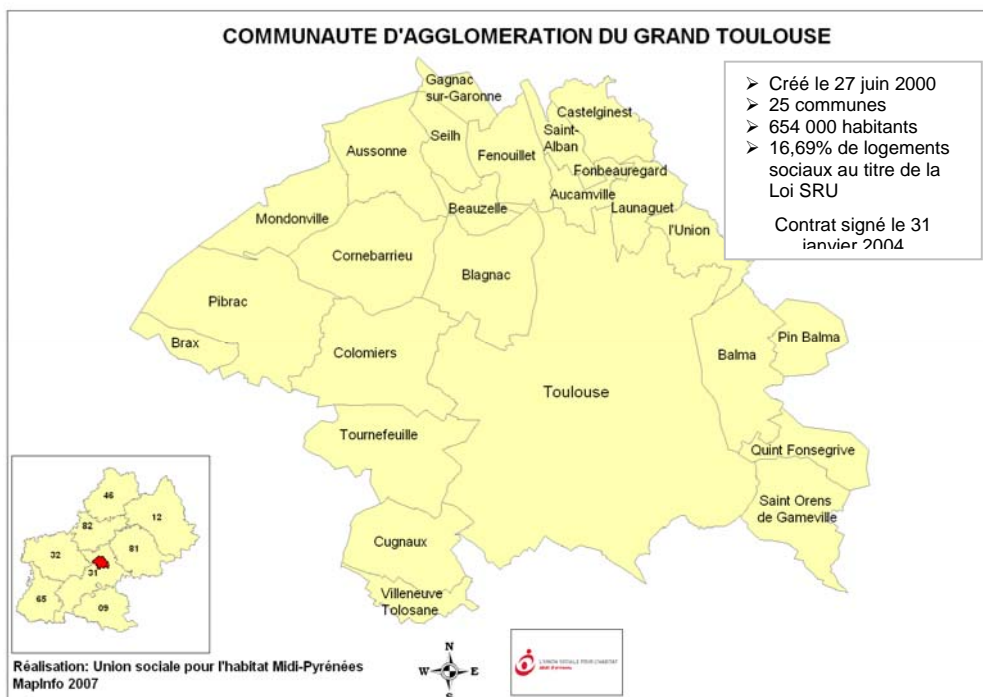 COMMUNAUTE D'AGGLOMERATION DU GRAND TOULOUSE
➢ Créé le 27 juin 2000
➢ 25 communes
➢ 654 000 habitants
➢ 16,69% de logements
sociaux au titre de la
Loi SRU
Contrat signé le 31
janvier 2004
Gagnac
sur-Garonne
Castelginest
Seilh
Saint-
Alban
Aussonne
Fenouillet
Fonbeauregard
Aucamville
Beauzelle
Launaguet
Mondonville
l'Union
Cornebarrieu
Blagnac
Pibrac
Brax
Colomiers
Balma
Pin Balma
Toulouse
Tournefeuille
Quint Fonsegrive
Saint Orens
de Gameville
Cugnaux
Villeneuve
Tolosane
46
12
82
32
81
31
65
09
Réalisation: Union sociale pour l'habitat Midi-Pyrénées
MapInfo 2007
N
W E
S
L'UNION SOCIALE POUR L'HABITAT